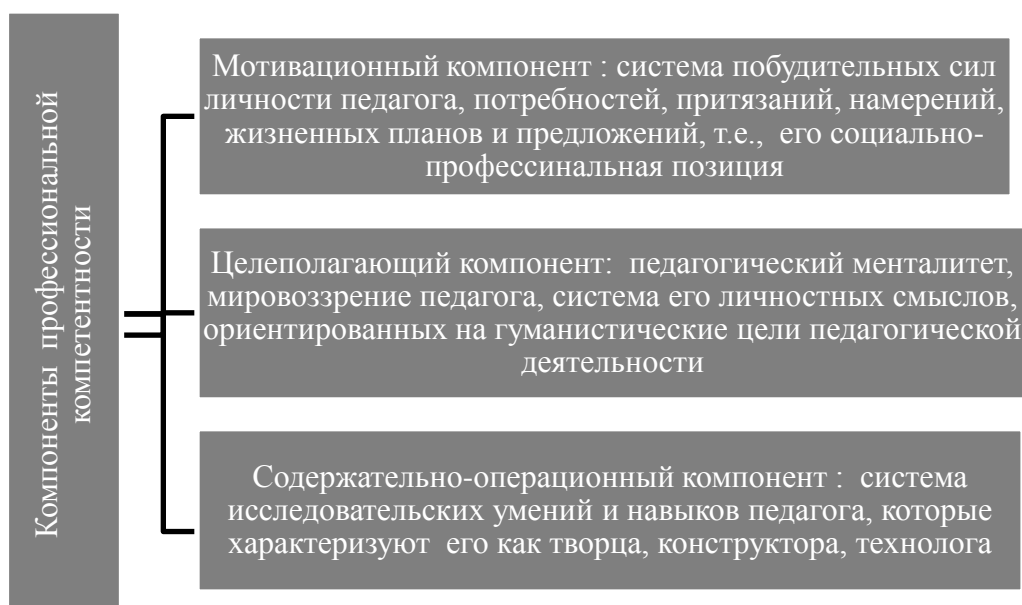 Компоненты профессиональной
компетентности
Мотивационный компонент : система побудительных сил
личности педагога, потребностей, притязаний, намерений,
жизненных планов и предложений, т.е., его социально-
профессинальная позиция
Целеполагающий компонент: педагогический менталитет,
мировоззрение педагога, система его личностных смыслов,
ориентированных на гуманистические цели педагогической
деятельности
Содержательно-операционный компонент : система
исследовательских умений и навыков педагога, которые
характеризуют его как творца, конструктора, технолога